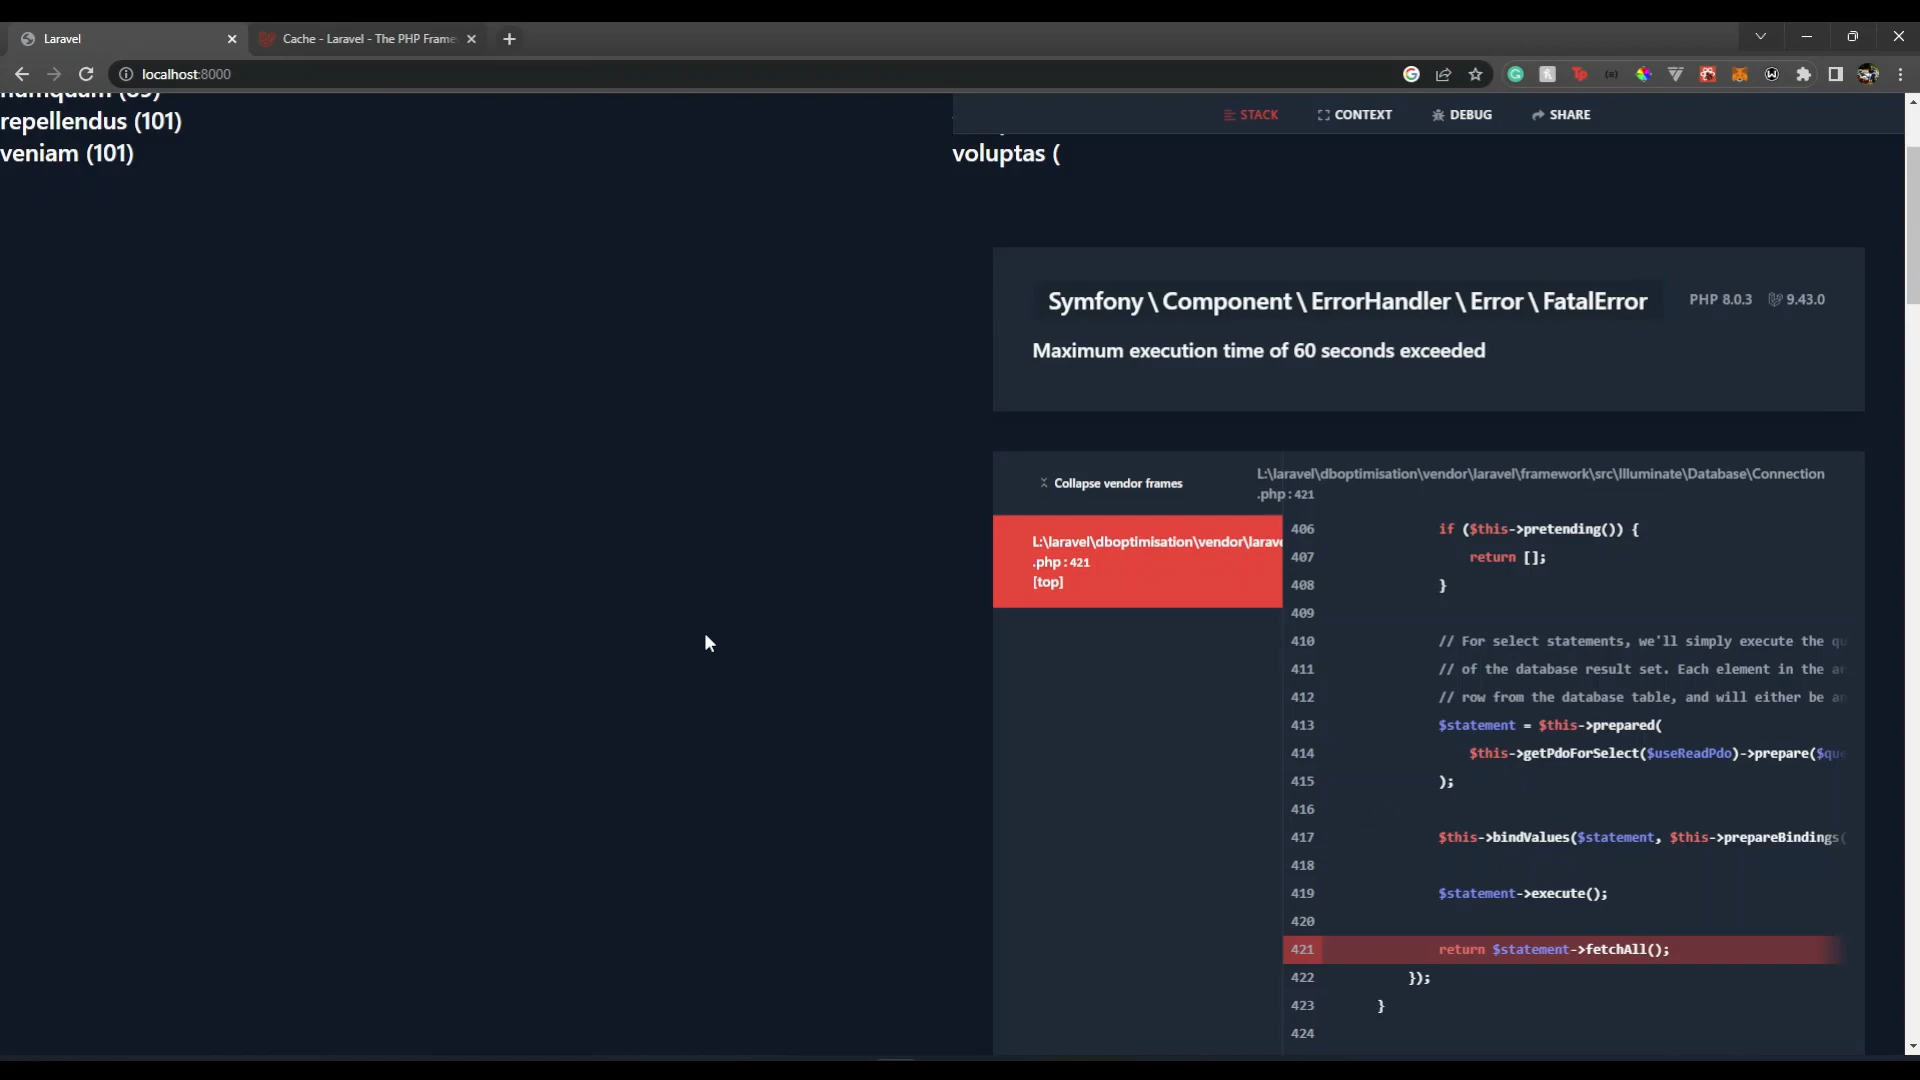 Laravel
Cache - Laravel - The PHP Frame
localhost:8000
repellendus (101)
veniam (101)
STACK
CONTEXT
DEBUG
SHARE
voluptas (
Symfony\Component\ErrorHandler\Error\FatalError
PHP 8.0.3
9.43.0
Maximum execution time of 60 seconds exceeded
Collapse vendor frames
L:\laravel\dboptimisation\vendor\larave
.php : 421
[top]
L:\laravel\dboptimisation\vendor\laravel\framework\src\Illuminate\Database\Connection
.php : 421
406 if ($this->pretending()) {
407 return [];
408 }
409
410 // For select statements, we'll simply execute the qu
411 // of the database result set. Each element in the ar
412 // row from the database table, and will either be an
413 $statement = $this->prepared(
414 $this->getPdoForSelect($useReadPdo)->prepare($que
415 );
416
417 $this->bindValues($statement, $this->prepareBindings(
418
419 $statement->execute();
420
421 return $statement->fetchAll();
422 });
423 }
424